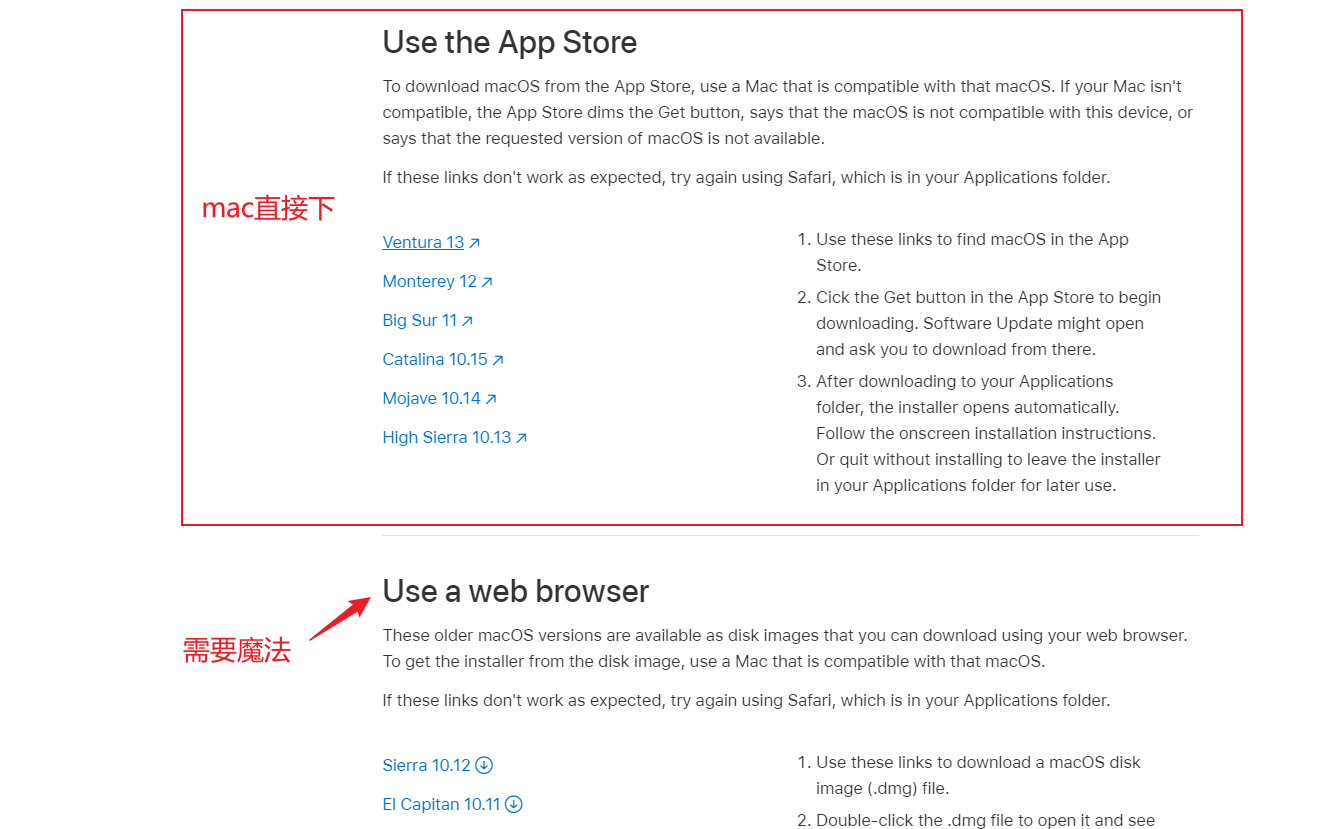 Use the App Store
To download macOS from the App Store, use a Mac that is compatible with that macOS. If your Mac isn't
compatible, the App Store dims the Get button, says that the macOS is not compatible with this device, or
says that the requested version of macOS is not available.
If these links don't work as expected, try again using Safari, which is in your Applications folder.
mac直接下
Ventura 13
Monterey 12
Big Sur 11
Catalina 10.15
Mojave 10.14
High Sierra 10.13
1. Use these links to find macOS in the App
Store.
2. Cick the Get button in the App Store to begin
downloading. Software Update might open
and ask you to download from there.
3. After downloading to your Applications
folder, the installer opens automatically.
Follow the onscreen installation instructions.
Or quit without installing to leave the installer
in your Applications folder for later use.
Use a web browser
需要魔法
These older macOS versions are available as disk images that you can download using your web browser.
To get the installer from the disk image, use a Mac that is compatible with that macOS.
If these links don't work as expected, try again using Safari, which is in your Applications folder.
Sierra 10.12
El Capitan 10.11
1. Use these links to download a macOS disk
image (.dmg) file.
2. Double-click the .dmg file to open it and see